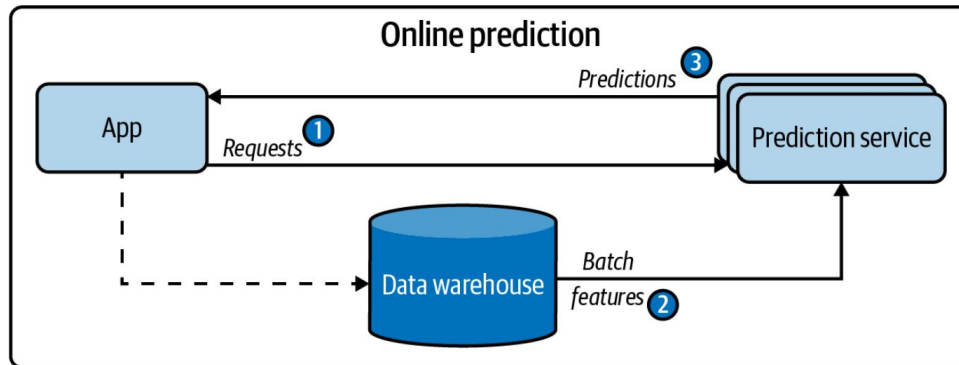 Online prediction
Predictions 3
App
Requests 1
Prediction service
Data warehouse
Batch
features 2